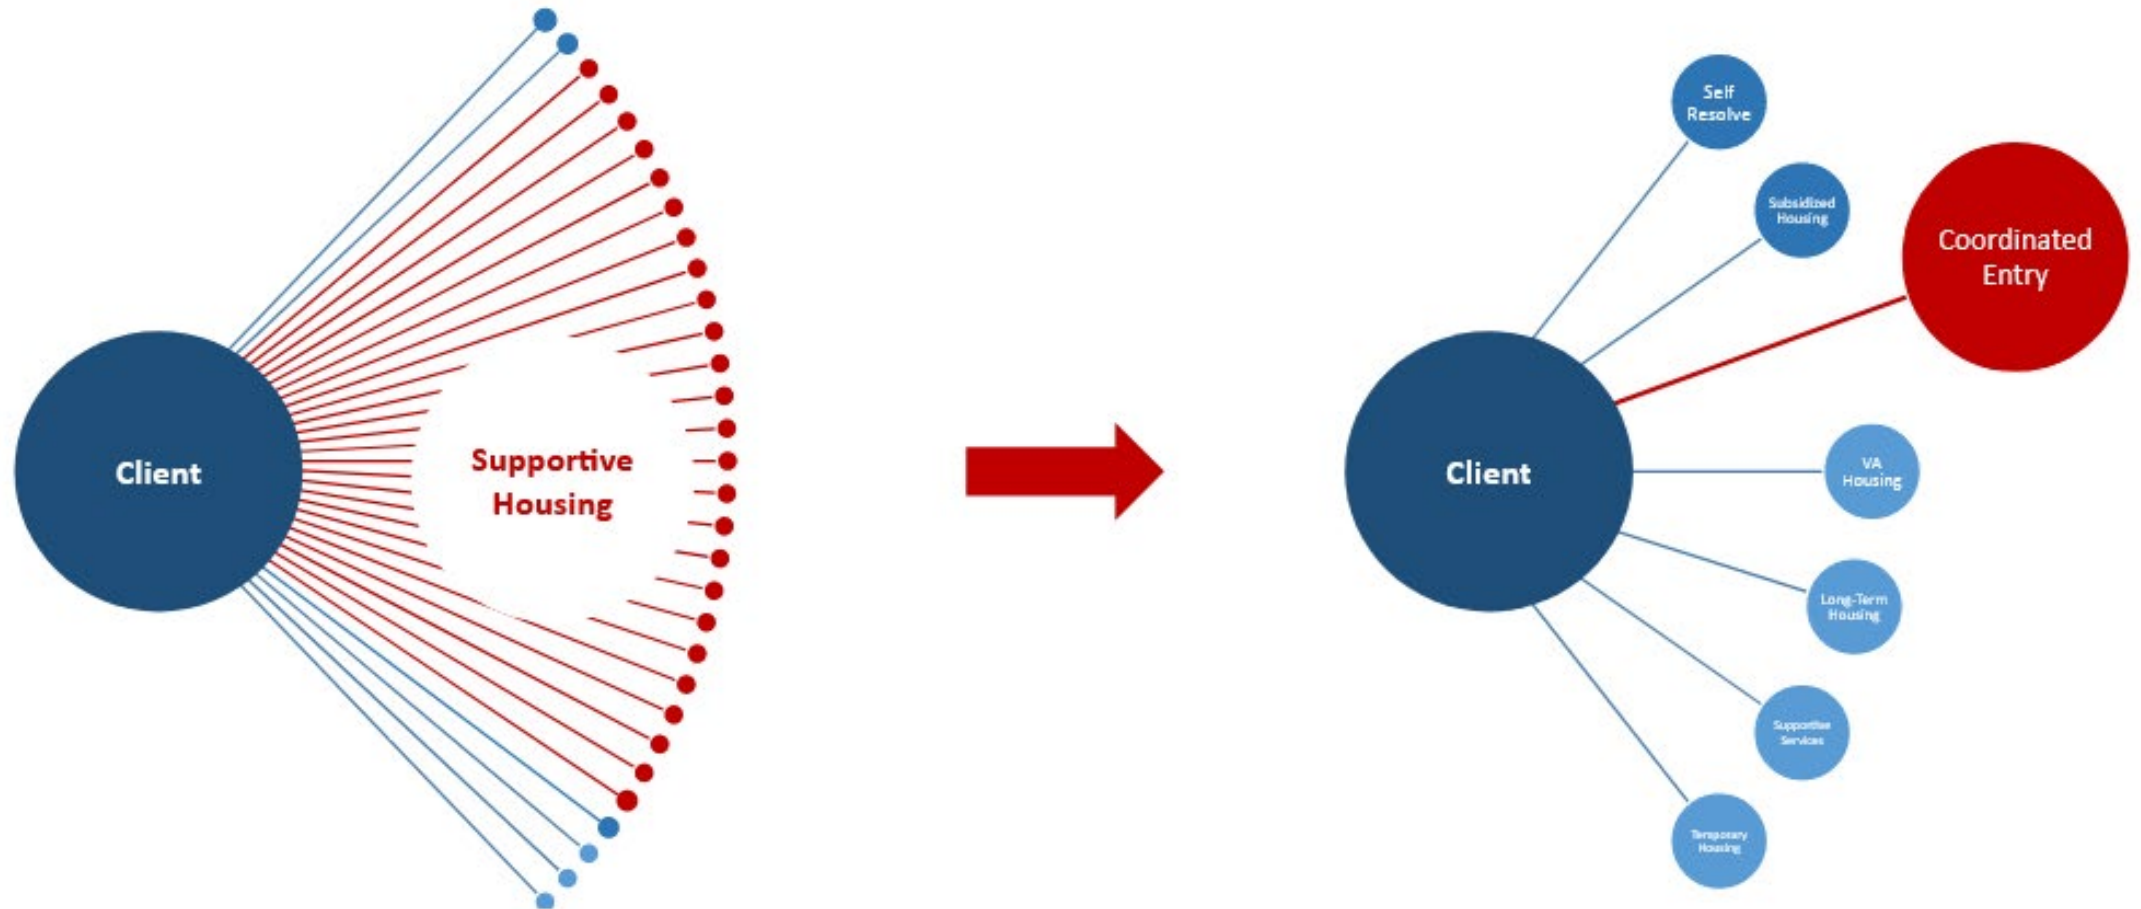 Client
Supportive
Housing
Client
Self
Resolve
Subsidized
Housing
Coordinated
Entry
VA
Housing
Long-Term
Housing
Supportive
Services
Temporary
Housing